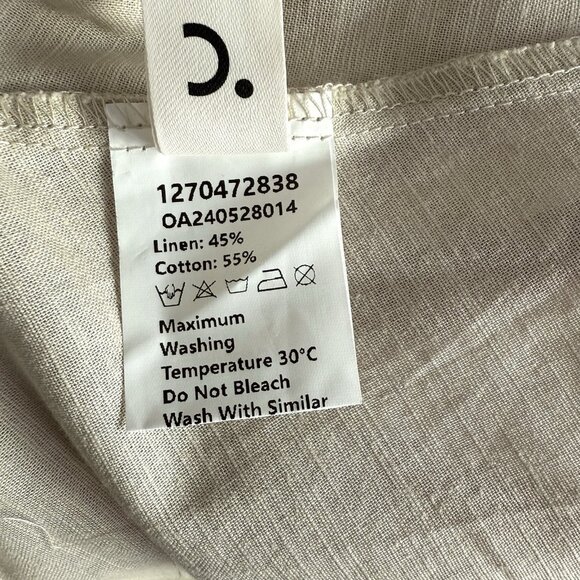 C.
1270472838
OA240528014
Linen: 45%
Cotton: 55%
Maximum
Washing
Temperature 30°C
Do Not Bleach
Wash With Similar